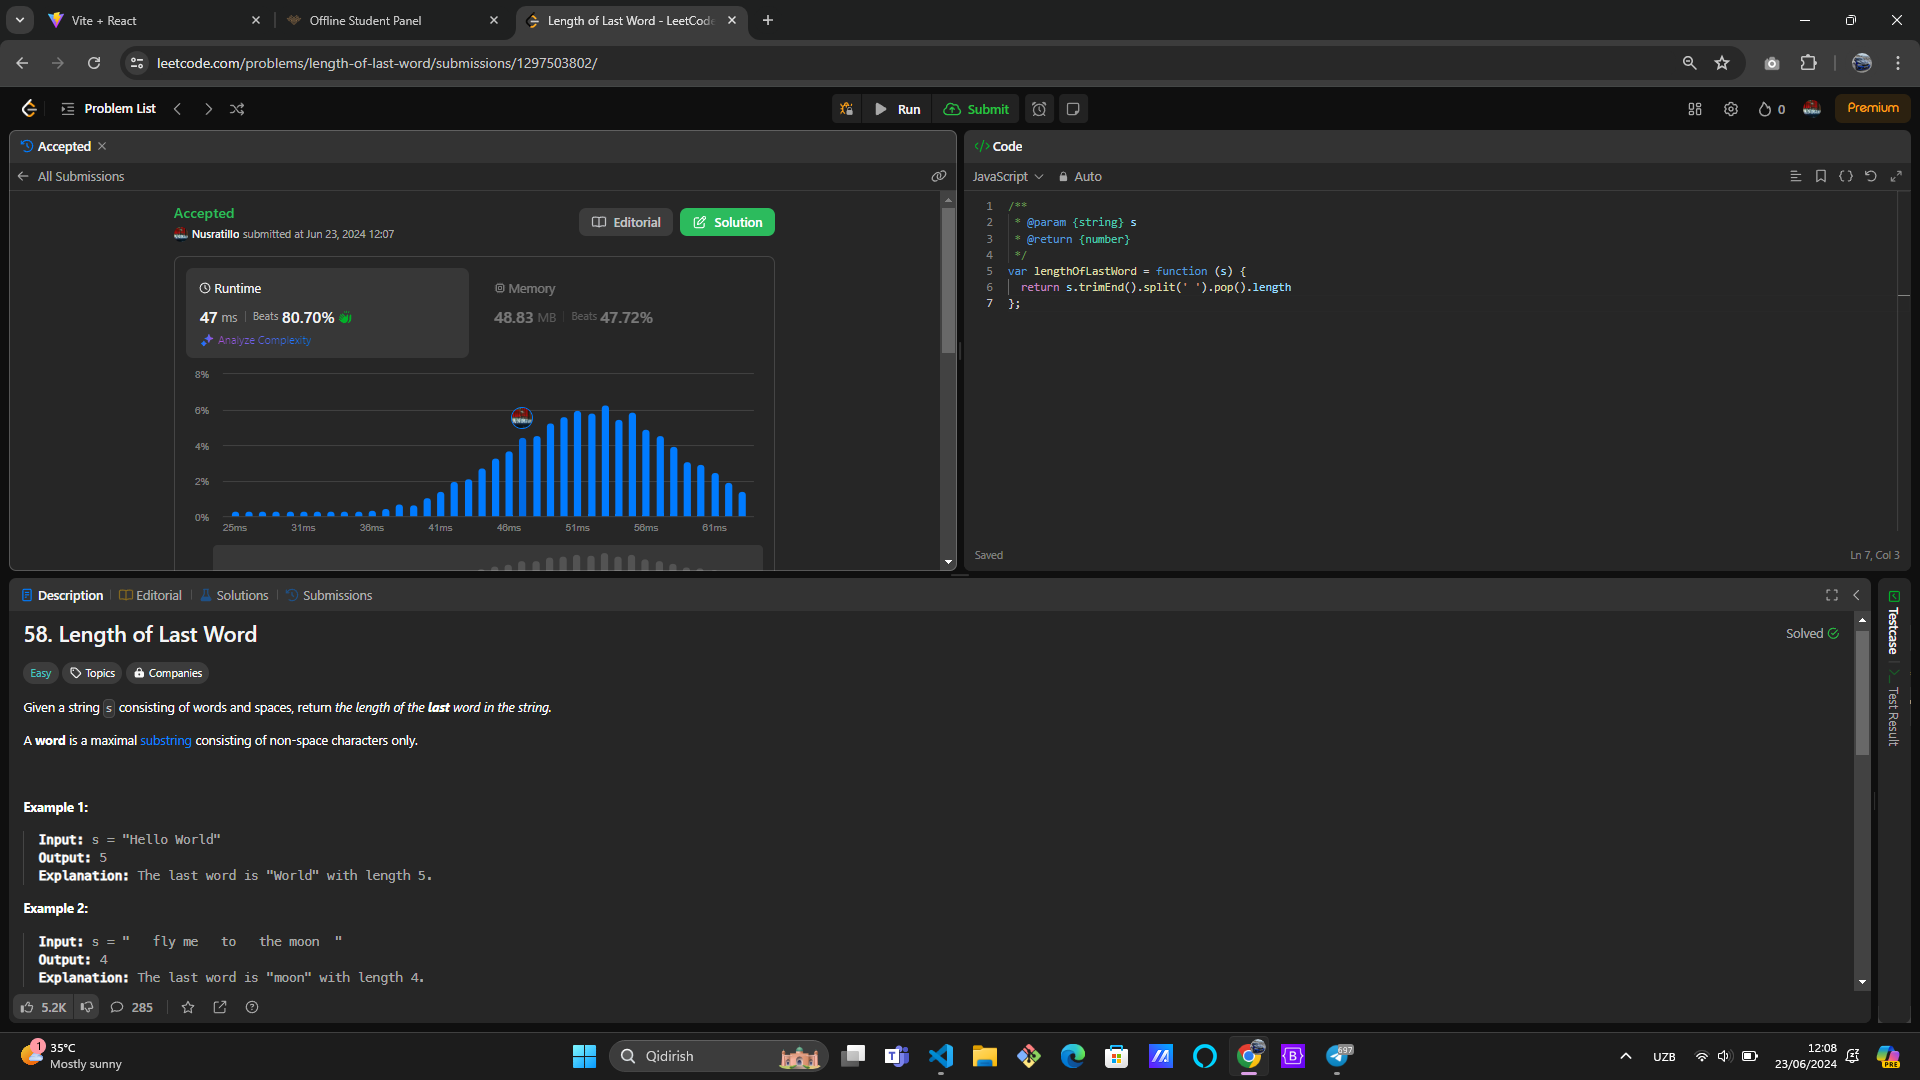 Vite + React
Offline Student Panel
Length of Last Word - LeetCode
leetcode.com/problems/length-of-last-word/submissions/1297503802/
Problem List
Run
Submit
0
Premium
Accepted
All Submissions
Accepted
Nusratillo submitted at Jun 23, 2024 12:07
Editorial
Solution
Runtime
47 ms Beats 80.70%
Analyze Complexity
Memory
48.83 MB Beats 47.72%
8%
6%
4%
2%
0%
25ms 31ms 36ms 41ms 46ms 51ms 56ms 61ms
</> Code
JavaScript
Auto
1 /**
2 * @param {string} s
3 * @return {number}
4 */
5 var lengthOfLastWord = function (s) {
6 return s.trimEnd().split(' ').pop().length
7 };
Saved
Ln 7, Col 3
Description
Editorial
Solutions
Submissions
58. Length of Last Word
Solved
Easy
Topics
Companies
Given a string s consisting of words and spaces, return the length of the last word in the string.
A word is a maximal substring consisting of non-space characters only.
Example 1:
Input: s = "Hello World"
Output: 5
Explanation: The last word is "World" with length 5.
Example 2:
Input: s = "   fly me   to   the moon  "
Output: 4
Explanation: The last word is "moon" with length 4.
5.2K
285
Testcase
Test Result
1
35°C
Mostly sunny
Qidirish
697
UZB
12:08
23/06/2024
PRE